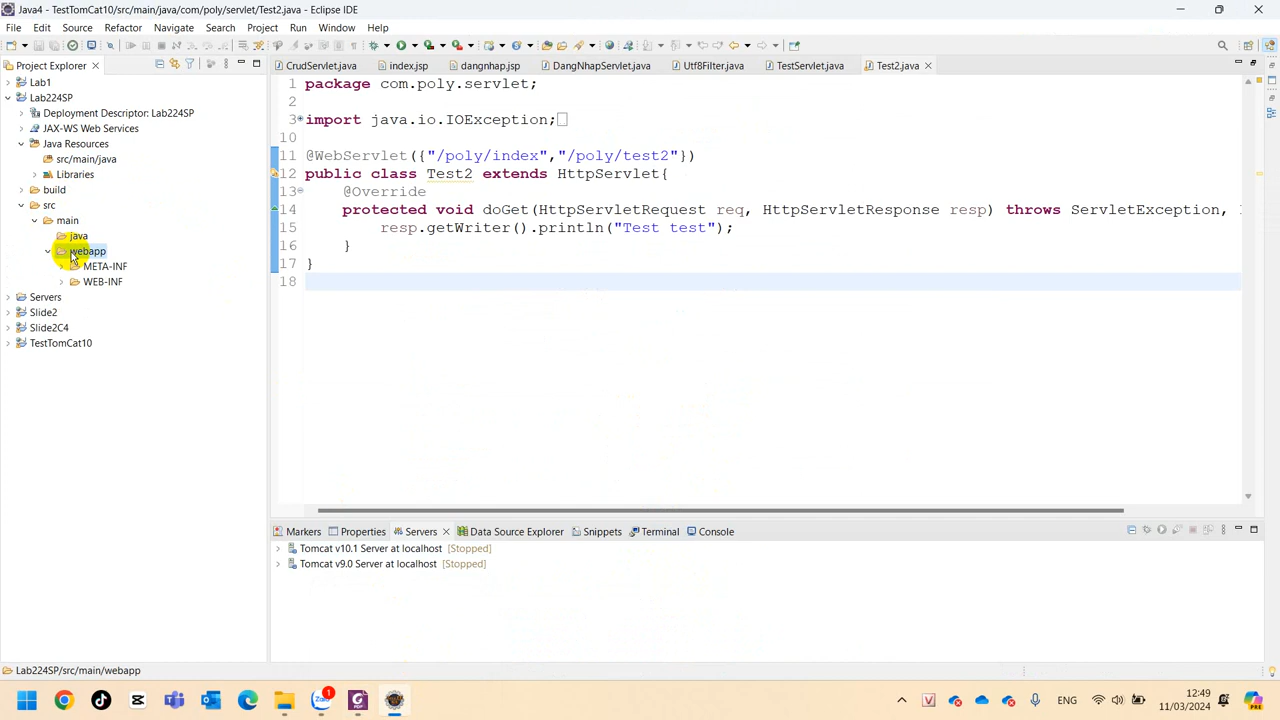 Java4 - TestTomCat10/src/main/java/com/poly/servlet/Test2.java - Eclipse IDE
File Edit Source Refactor Navigate Search Project Run Window Help
Project Explorer
CrudServlet.java index.jsp dangnhap.jsp DangNhapServlet.java Utf8Filter.java TestServlet.java Test2.java
Lab1
Lab224SP
Deployment Descriptor: Lab224SP
JAX-WS Web Services
Java Resources
src/main/java
Libraries
build
src
main
java
webapp
META-INF
WEB-INF
Servers
Slide2
Slide2C4
TestTomCat10
1 package com.poly.servlet;
2
3 import java.io.IOException;
10
11 @WebServlet({"/poly/index","/poly/test2"})
12 public class Test2 extends HttpServlet{
13 @Override
14 protected void doGet(HttpServletRequest req, HttpServletResponse resp) throws ServletException,
15 resp.getWriter().println("Test test");
16 }
17 }
18
Markers Properties Servers Data Source Explorer Snippets Terminal Console
Tomcat v10.1 Server at localhost [Stopped]
Tomcat v9.0 Server at localhost [Stopped]
Lab224SP/src/main/webapp
Zalo 1
ENG
12:49
11/03/2024
PRE